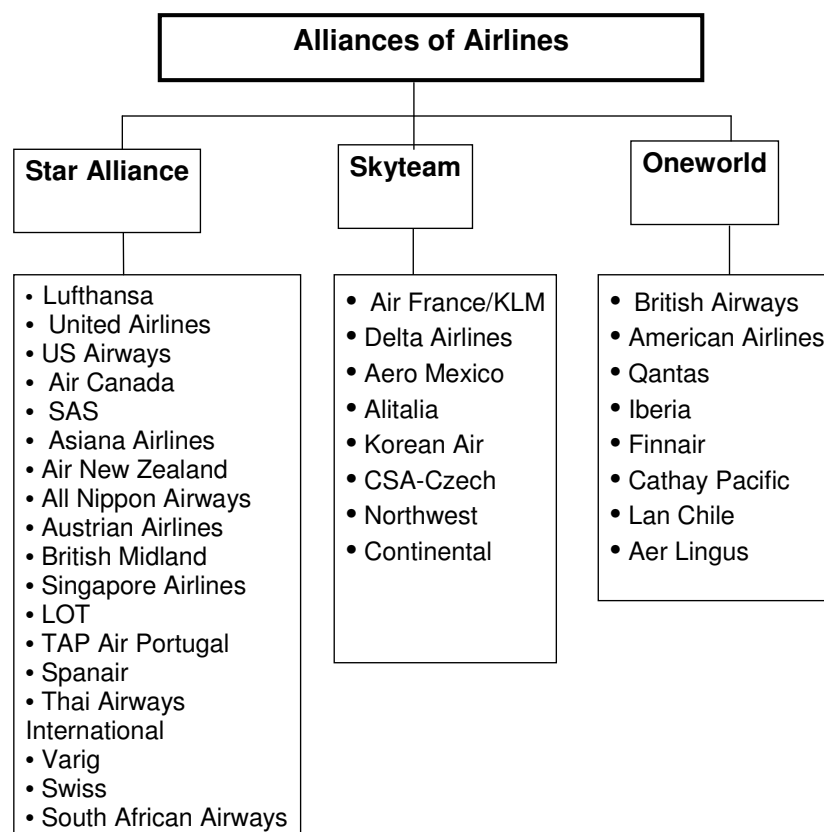 Alliances of Airlines
Star Alliance
Skyteam
Oneworld
• Lufthansa
• United Airlines
• US Airways
• Air Canada
• SAS
• Asiana Airlines
• Air New Zealand
• All Nippon Airways
• Austrian Airlines
• British Midland
• Singapore Airlines
• LOT
• TAP Air Portugal
• Spanair
• Thai Airways
International
• Varig
• Swiss
• South African Airways
• Air France/KLM
• Delta Airlines
• Aero Mexico
• Alitalia
• Korean Air
• CSA-Czech
• Northwest
• Continental
• British Airways
• American Airlines
• Qantas
• Iberia
• Finnair
• Cathay Pacific
• Lan Chile
• Aer Lingus